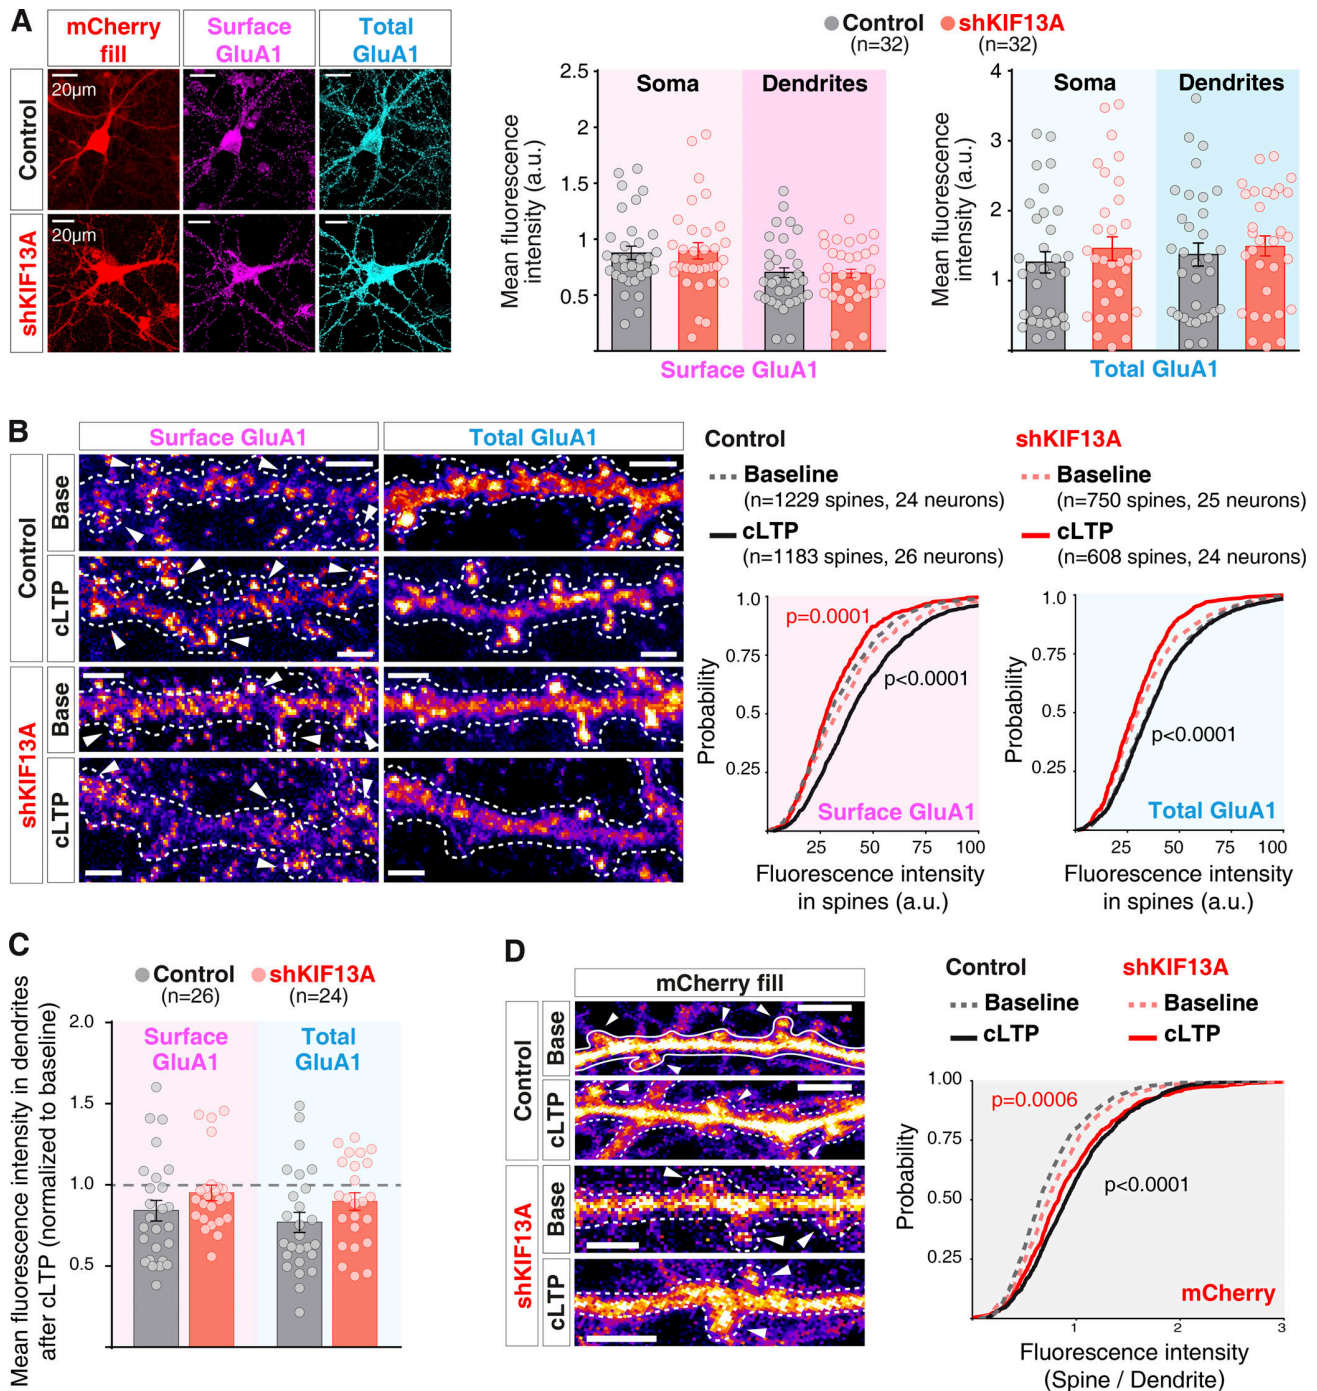 A
mCherry
fill
Surface
GluA1
Total
GluA1
Control
20µm
shKIF13A
20µm
Control
(n=32)
shKIF13A
(n=32)
Mean fluorescence
intensity (a.u.)
2.5
2
1.5
1
0.5
Soma
Dendrites
Surface GluA1
Mean fluorescence
intensity (a.u.)
4
3
2
1
Soma
Dendrites
Total GluA1
B
Surface GluA1
Total GluA1
Control
Base
cLTP
shKIF13A
Base
cLTP
Control
Baseline
(n=1229 spines, 24 neurons)
cLTP
(n=1183 spines, 26 neurons)
shKIF13A
Baseline
(n=750 spines, 25 neurons)
cLTP
(n=608 spines, 24 neurons)
Probability
1.0
0.75
0.5
0.25
p=0.0001
p<0.0001
Surface GluA1
25 50 75 100
Fluorescence intensity
in spines (a.u.)
Probability
1.0
0.75
0.5
0.25
p<0.0001
Total GluA1
25 50 75 100
Fluorescence intensity
in spines (a.u.)
C
Control
(n=26)
shKIF13A
(n=24)
Mean fluorescence intensity in dendrites
after cLTP (normalized to baseline)
2.0
1.5
1.0
0.5
Surface
GluA1
Total
GluA1
D
mCherry fill
Control
Base
cLTP
shKIF13A
Base
cLTP
Control
Baseline
cLTP
shKIF13A
Baseline
cLTP
Probability
1.00
0.75
0.50
0.25
p=0.0006
p<0.0001
mCherry
1 2 3
Fluorescence intensity
(Spine / Dendrite)